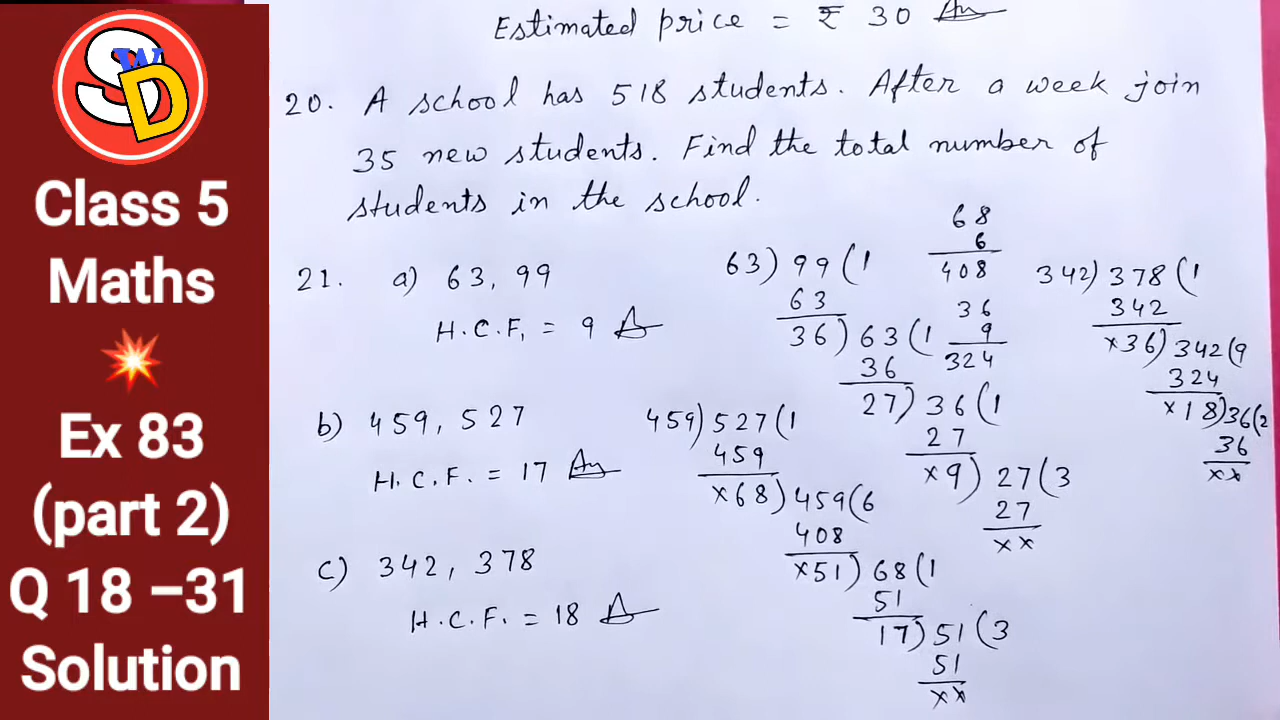 SWD
Class 5
Maths
Ex 83
(part 2)
Q 18 –31
Solution
Estimated price = ₹ 30 Ans
20. A school has 518 students. After a week join
35 new students. Find the total number of
students in the school.
21. a) 63, 99
H.C.F. = 9 A
b) 459, 527
H.C.F. = 17 Ans
c) 342, 378
H.C.F. = 18 A
63) 99 (1
63
36) 63 (1
36
27) 36 (1
27
×9) 27 (3
27
××
68
6
408
36
9
324
342) 378 (1
342
×36) 342 (9
324
×18) 36 (2
36
××
459) 527 (1
459
×68) 459 (6
408
×51) 68 (1
51
17) 51 (3
51
××